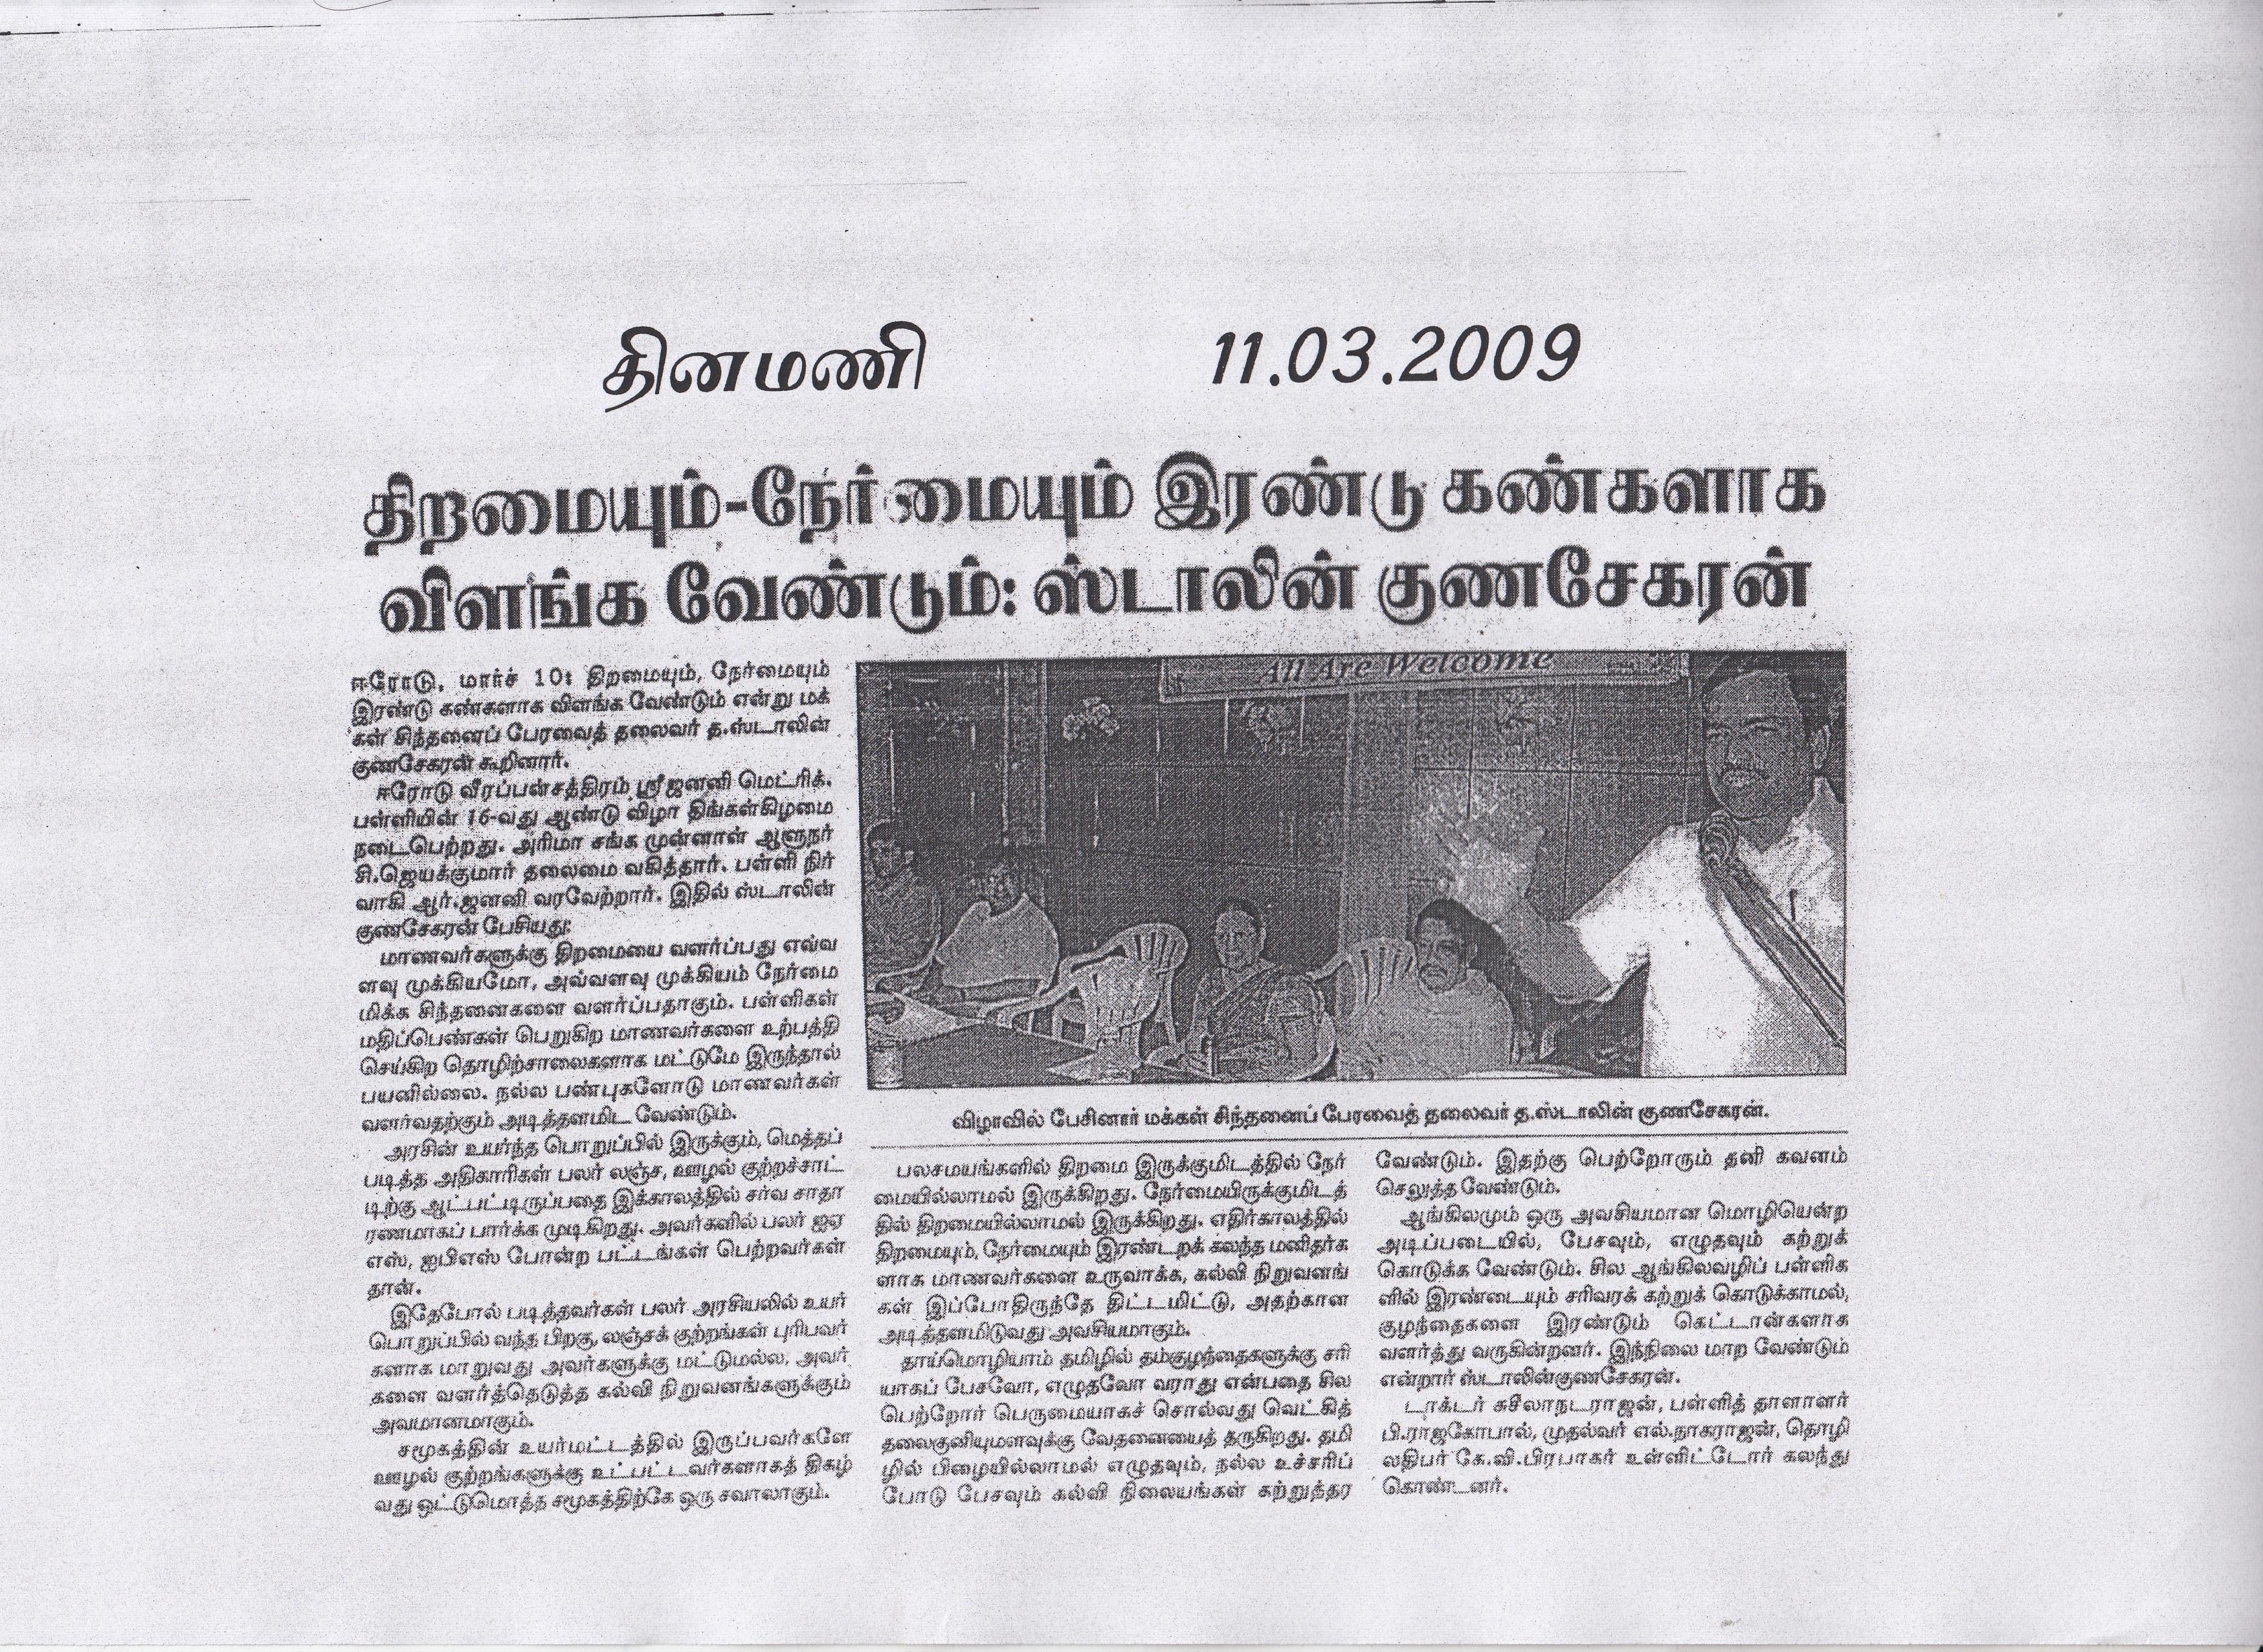 தினமணி
11.03.2009
திறமையும்-நேர்மையும் இரண்டு கண்களாக
விளங்க வேண்டும்: ஸ்டாலின் குணசேகரன்
ஈரோடு, மார்ச் 10: திறமையும், நேர்மையும்
இரண்டு கண்களாக விளங்க வேண்டும் என்று மக்
கள் சிந்தனைப் பேரவைத் தலைவர் த.ஸ்டாலின்
குணசேகரன் கூறினார்.
ஈரோடு வீரப்பன்சத்திரம் ஸ்ரீஜனனி மெட்ரிக்.
பள்ளியின் 16-வது ஆண்டு விழா திங்கள்கிழமை
நடைபெற்றது. அரிமா சங்க முன்னாள் ஆளுநர்
சி.ஜெயக்குமார் தலைமை வகித்தார். பள்ளி நிர்
வாகி ஆர்.ஜனனி வரவேற்றார். இதில் ஸ்டாலின்
குணசேகரன் பேசியது:
மாணவர்களுக்கு திறமையை வளர்ப்பது எவ்வ
ளவு முக்கியமோ, அவ்வளவு முக்கியம் நேர்மை
மிக்க சிந்தனைகளை வளர்ப்பதாகும். பள்ளிகள்
மதிப்பெண்கள் பெறுகிற மாணவர்களை உற்பத்தி
செய்கிற தொழிற்சாலைகளாக மட்டுமே இருந்தால்
பயனில்லை. நல்ல பண்புகளோடு மாணவர்கள்
வளர்வதற்கும் அடித்தளமிட வேண்டும்.
அரசின் உயர்ந்த பொறுப்பில் இருக்கும், மெத்தப்
படித்த அதிகாரிகள் பலர் லஞ்ச, ஊழல் குற்றச்சாட்
டிற்கு ஆட்பட்டிருப்பதை இக்காலத்தில் சர்வ சாதா
ரணமாகப் பார்க்க முடிகிறது. அவர்களில் பலர் ஐஏ
எஸ், ஐபிஎஸ் போன்ற பட்டங்கள் பெற்றவர்கள்
தான்.
இதேபோல் படித்தவர்கள் பலர் அரசியலில் உயர்
பொறுப்பில் வந்த பிறகு, லஞ்சக் குற்றங்கள் புரிபவர்
களாக மாறுவது அவர்களுக்கு மட்டுமல்ல, அவர்
களை வளர்த்தெடுத்த கல்வி நிறுவனங்களுக்கும்
அவமானமாகும்.
சமூகத்தின் உயர்மட்டத்தில் இருப்பவர்களே
ஊழல் குற்றங்களுக்கு உட்பட்டவர்களாகத் திகழ்
வது ஒட்டுமொத்த சமூகத்திற்கே ஒரு சவாலாகும்.
All Are Welcome
விழாவில் பேசினார் மக்கள் சிந்தனைப் பேரவைத் தலைவர் த.ஸ்டாலின் குணசேகரன்.
பலசமயங்களில் திறமை இருக்குமிடத்தில் நேர்
மையில்லாமல் இருக்கிறது. நேர்மையிருக்குமிடத்
தில் திறமையில்லாமல் இருக்கிறது. எதிர்காலத்தில்
திறமையும், நேர்மையும் இரண்டறக் கலந்த மனிதர்க
ளாக மாணவர்களை உருவாக்க, கல்வி நிறுவனங்
கள் இப்போதிருந்தே திட்டமிட்டு, அதற்கான
அடித்தளமிடுவது அவசியமாகும்.
தாய்மொழியாம் தமிழில் தம்குழந்தைகளுக்கு சரி
யாகப் பேசவோ, எழுதவோ வராது என்பதை சில
பெற்றோர் பெருமையாகச் சொல்வது வெட்கித்
தலைகுனியுமளவுக்கு வேதனையைத் தருகிறது. தமி
ழில் பிழையில்லாமல் எழுதவும், நல்ல உச்சரிப்
போடு பேசவும் கல்வி நிலையங்கள் கற்றுத்தர
வேண்டும். இதற்கு பெற்றோரும் தனி கவனம்
செலுத்த வேண்டும்.
ஆங்கிலமும் ஒரு அவசியமான மொழியென்ற
அடிப்படையில், பேசவும், எழுதவும் கற்றுக்
கொடுக்க வேண்டும். சில ஆங்கிலவழிப் பள்ளிக
ளில் இரண்டையும் சரிவரக் கற்றுக் கொடுக்காமல்,
குழந்தைகளை இரண்டும் கெட்டான்களாக
வளர்த்து வருகின்றனர். இந்நிலை மாற வேண்டும்
என்றார் ஸ்டாலின்குணசேகரன்.
டாக்டர் சுசீலாநடராஜன், பள்ளித் தாளாளர்
பி.ராஜகோபால், முதல்வர் எல்.நாகராஜன், தொழி
லதிபர் கே.வி.பிரபாகர் உள்ளிட்டோர் கலந்து
கொண்டனர்.